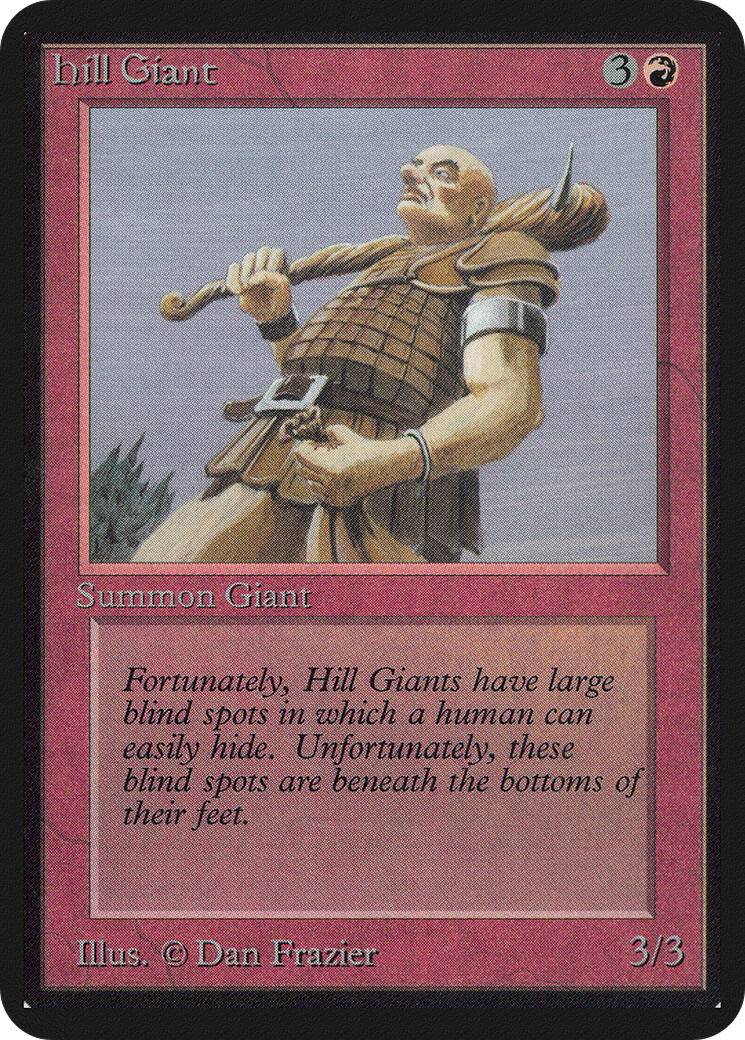 Hill Giant 3
Summon Giant
Fortunately, Hill Giants have large
blind spots in which a human can
easily hide. Unfortunately, these
blind spots are beneath the bottoms of
their feet.
Illus. © Dan Frazier 3/3